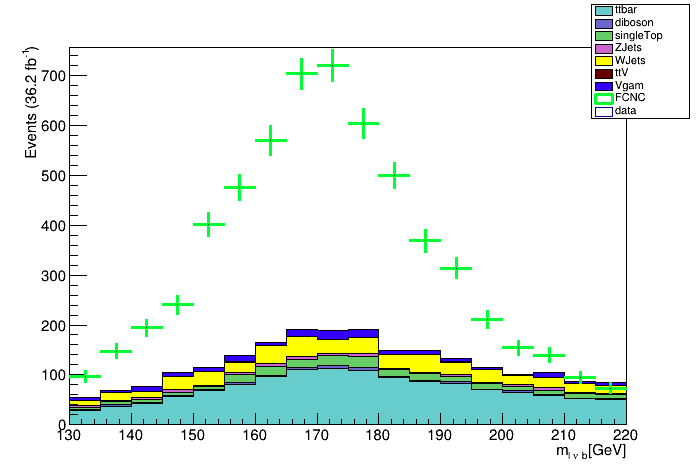 ttbar
diboson
singleTop
ZJets
WJets
ttV
Vgam
FCNC
data
Events (36.2 fb⁻¹)
700
600
500
400
300
200
100
0
130 140 150 160 170 180 190 200 210 220
m_{l ν b}[GeV]